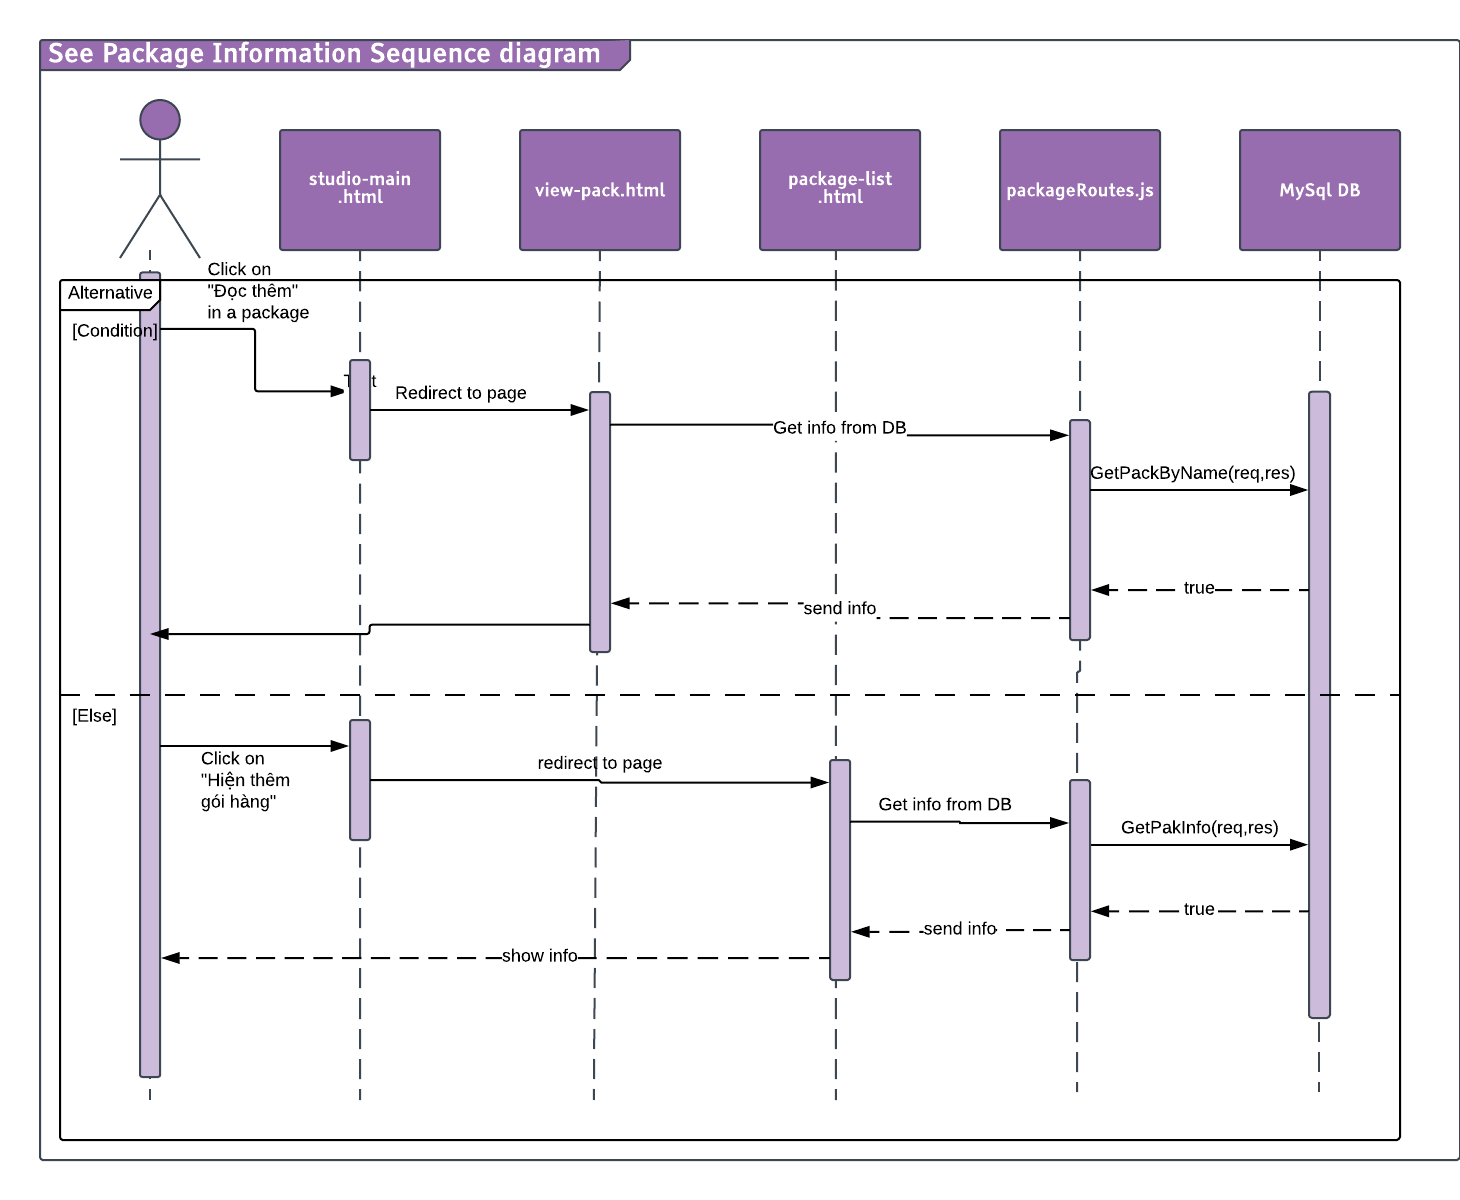 See Package Information Sequence diagram
studio-main
.html
view-pack.html
package-list
.html
packageRoutes.js
MySql DB
Click on
"Đọc thêm"
in a package
Alternative
[Condition]
Redirect to page
Get info from DB
GetPackByName(req,res)
true
send info
[Else]
Click on
"Hiện thêm
gói hàng"
redirect to page
Get info from DB
GetPakInfo(req,res)
true
send info
show info